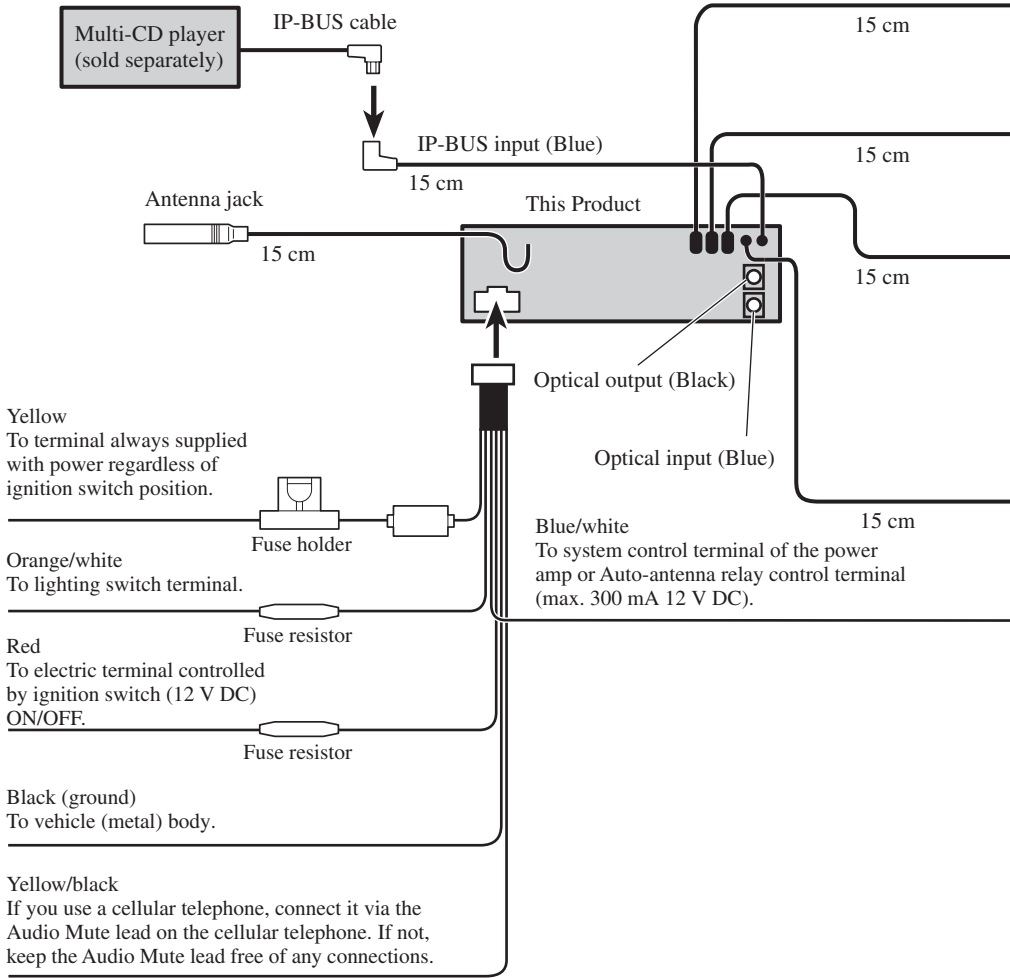 Multi-CD player
(sold separately)
IP-BUS cable
15 cm
IP-BUS input (Blue)
15 cm
15 cm
Antenna jack
15 cm
This Product
15 cm
Optical output (Black)
Optical input (Blue)
15 cm
Yellow
To terminal always supplied
with power regardless of
ignition switch position.
Fuse holder
Orange/white
To lighting switch terminal.
Fuse resistor
Blue/white
To system control terminal of the power
amp or Auto-antenna relay control terminal
(max. 300 mA 12 V DC).
Red
To electric terminal controlled
by ignition switch (12 V DC)
ON/OFF.
Fuse resistor
Black (ground)
To vehicle (metal) body.
Yellow/black
If you use a cellular telephone, connect it via the
Audio Mute lead on the cellular telephone. If not,
keep the Audio Mute lead free of any connections.